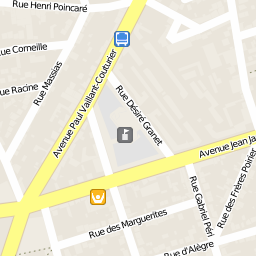 Rue Henri Poincaré
Rue Corneille
Rue Massias
Rue Racine
Avenue Paul Vaillant-Couturier
Rue Désiré Granet
Avenue Jean Ja
Rue Gabriel Péri
Rue des Frères Poirier
Rue des Marguerites
Rue d'Alègre